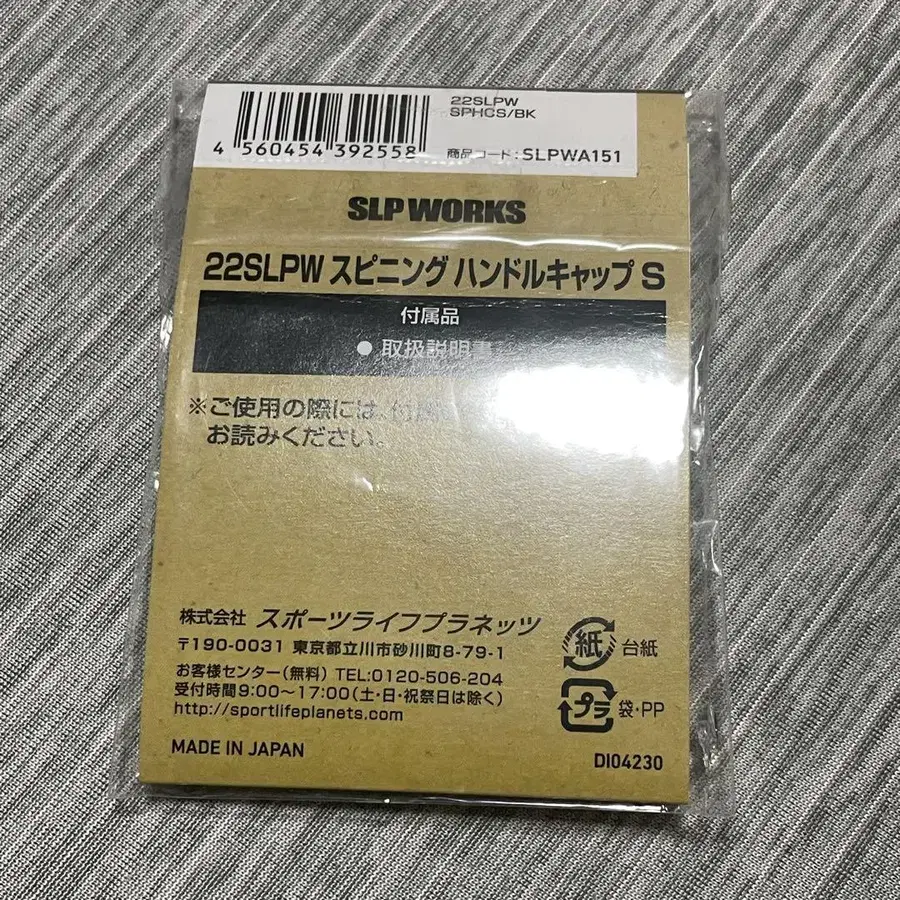 22SLPW
SPHCS/BK
4 560454 392558
商品コード:SLPWA151
SLP WORKS
22SLPW スピニング ハンドルキャップ S
付属品
● 取扱説明書
※ご使用の際には、付属
お読みください。
株式会社 スポーツライフプラネッツ
〒190-0031 東京都立川市砂川町8-79-1
お客様センター(無料) TEL:0120-506-204
受付時間9:00〜17:00(土・日・祝祭日は除く)
http://sportlifeplanets.com
紙 台紙
プラ 袋・PP
MADE IN JAPAN
DI04230